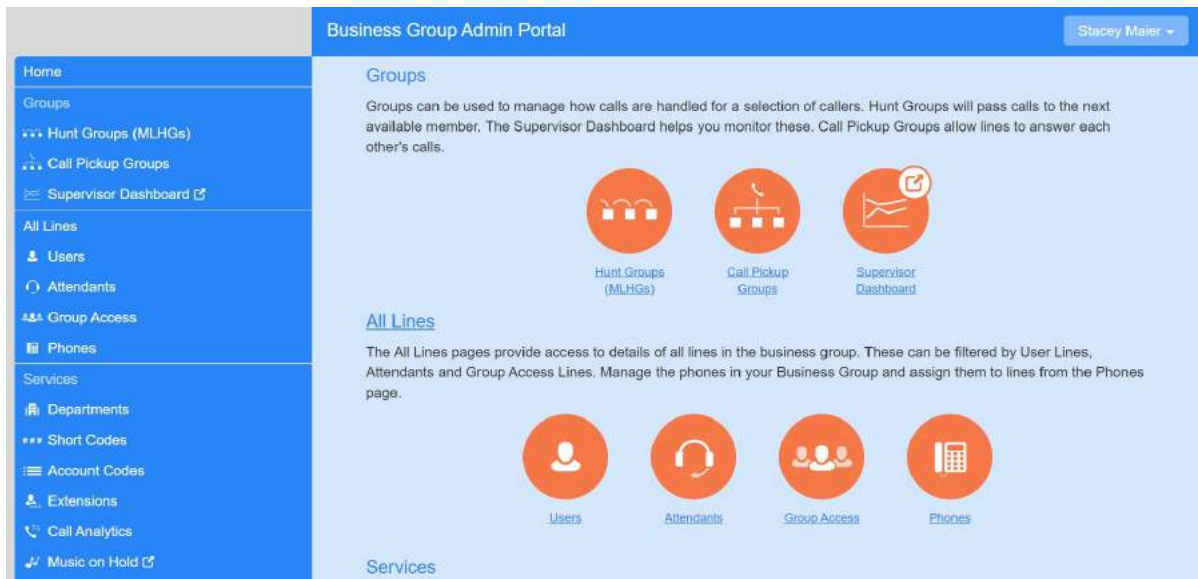 Business Group Admin Portal
Stacey Maier
Home
Groups
Hunt Groups (MLHGs)
Call Pickup Groups
Supervisor Dashboard
All Lines
Users
Attendants
Group Access
Phones
Services
Departments
Short Codes
Account Codes
Extensions
Call Analytics
Music on Hold
Groups
Groups can be used to manage how calls are handled for a selection of callers. Hunt Groups will pass calls to the next
available member. The Supervisor Dashboard helps you monitor these. Call Pickup Groups allow lines to answer each
other's calls.
Hunt Groups
(MLHGs)
Call Pickup
Groups
Supervisor
Dashboard
All Lines
The All Lines pages provide access to details of all lines in the business group. These can be filtered by User Lines,
Attendants and Group Access Lines. Manage the phones in your Business Group and assign them to lines from the Phones
page.
Users
Attendants
Group Access
Phones
Services